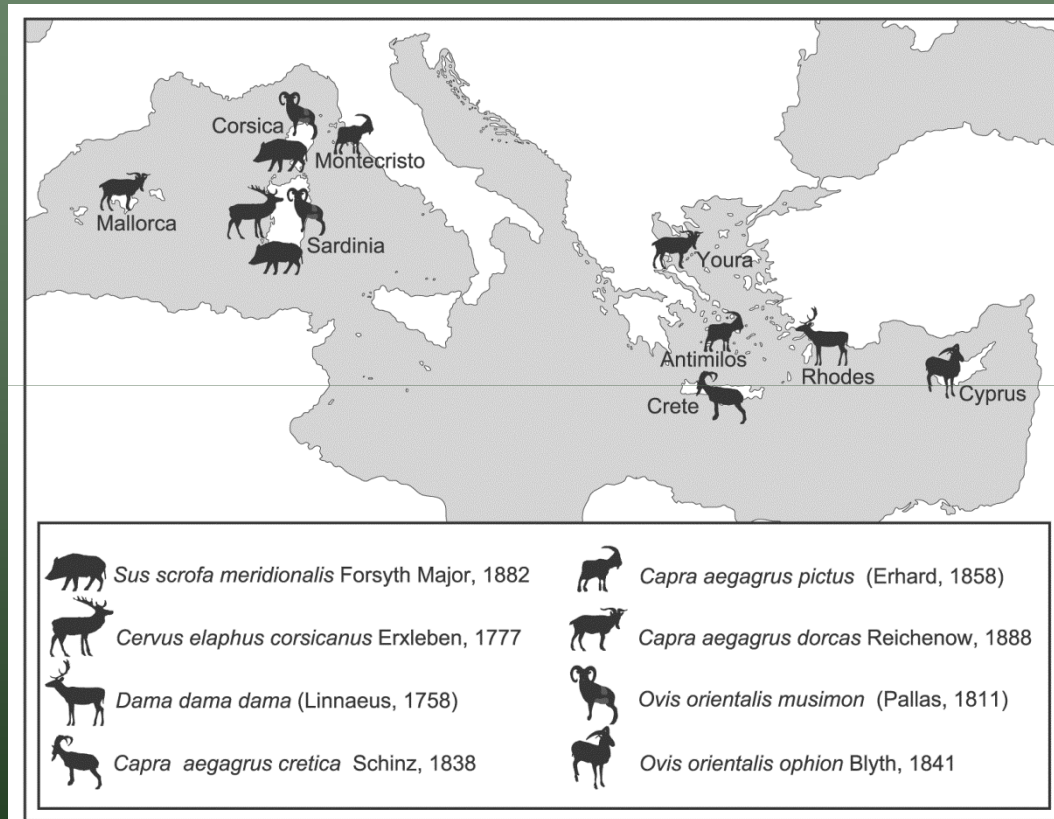 Corsica
Montecristo
Mallorca
Sardinia
Youra
Antimilos
Rhodes
Crete
Cyprus
Sus scrofa meridionalis Forsyth Major, 1882
Cervus elaphus corsicanus Erxleben, 1777
Dama dama dama (Linnaeus, 1758)
Capra aegagrus cretica Schinz, 1838
Capra aegagrus pictus (Erhard, 1858)
Capra aegagrus dorcas Reichenow, 1888
Ovis orientalis musimon (Pallas, 1811)
Ovis orientalis ophion Blyth, 1841